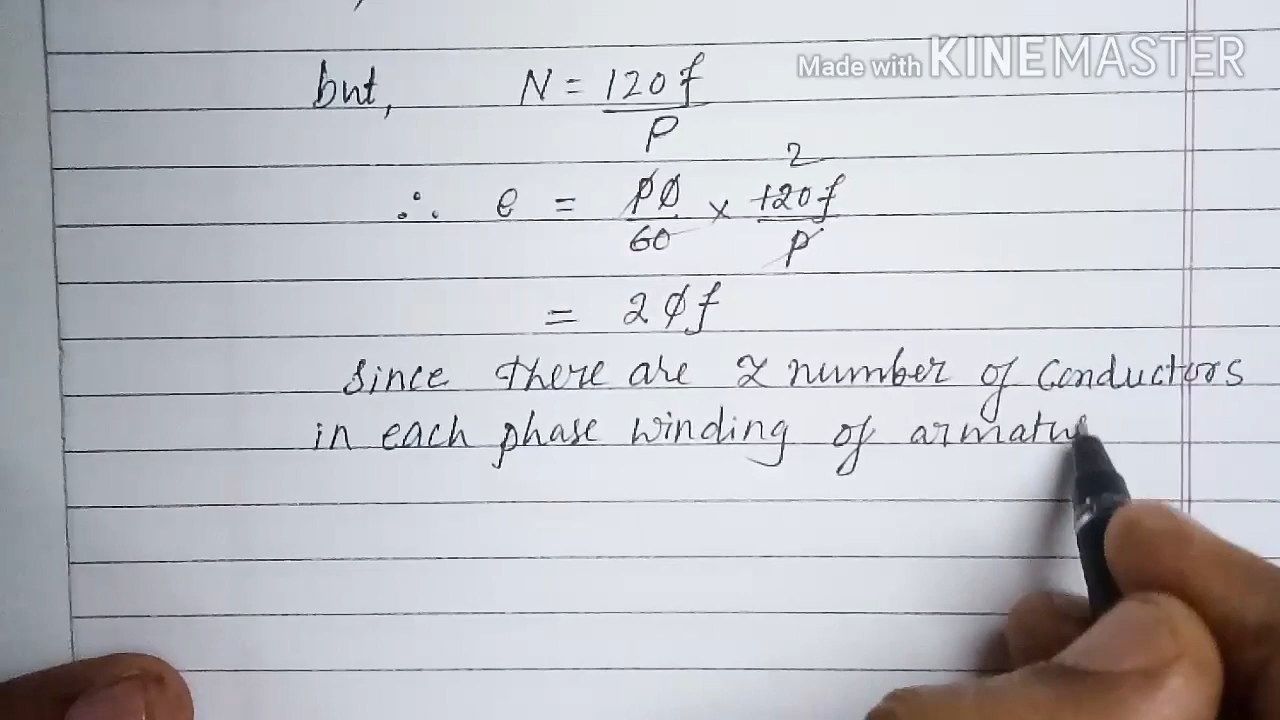 Made with KINEMASTER
but, N = 120f
P
2
∴ e = PØ × 120f
60 P
= 2Øf
Since there are Z number of conductors
in each phase winding of armatu